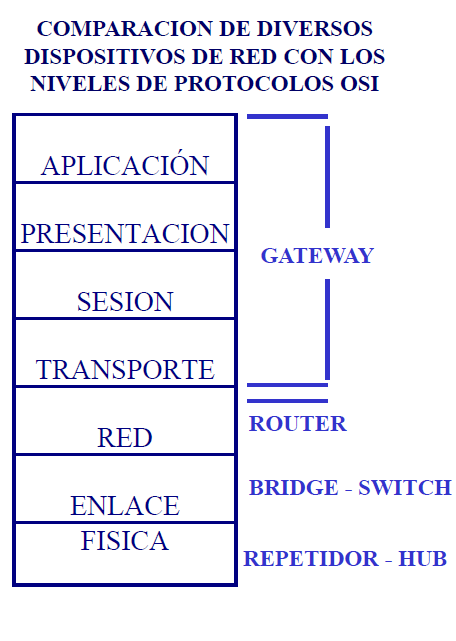 COMPARACION DE DIVERSOS
DISPOSITIVOS DE RED CON LOS
NIVELES DE PROTOCOLOS OSI
APLICACIÓN
PRESENTACION
SESION
TRANSPORTE
RED
ENLACE
FISICA
GATEWAY
ROUTER
BRIDGE - SWITCH
REPETIDOR - HUB